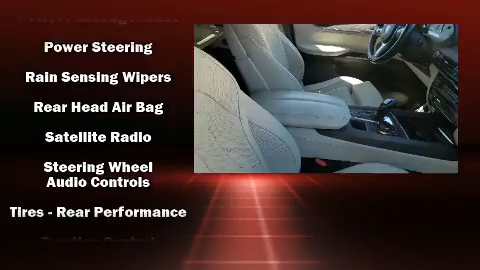 Power Steering
Rain Sensing Wipers
Rear Head Air Bag
Satellite Radio
Steering Wheel
Audio Controls
Tires - Rear Performance